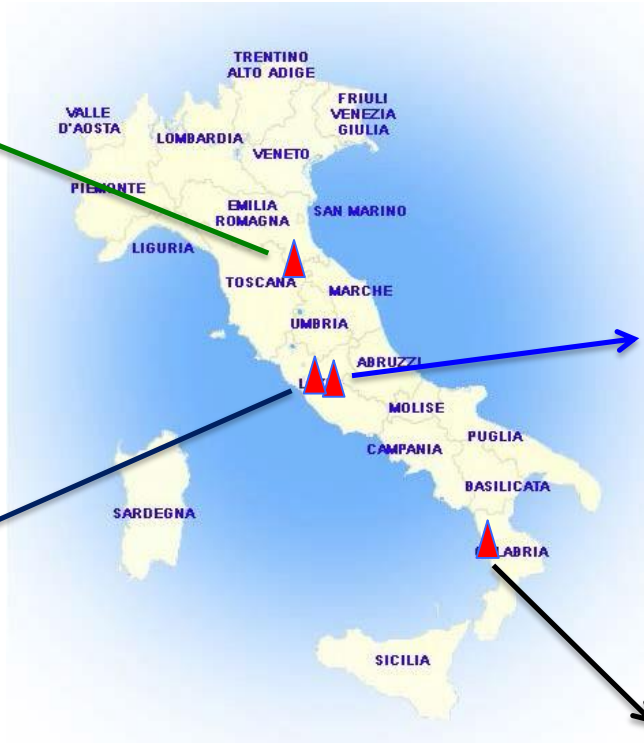 TRENTINO
ALTO ADIGE
FRIULI
VENEZIA
GIULIA
VALLE
D'AOSTA
LOMBARDIA
VENETO
PIEMONTE
EMILIA
ROMAGNA
SAN MARINO
LIGURIA
TOSCANA
MARCHE
UMBRIA
ABRUZZI
MOLISE
CAMPANIA
PUGLIA
BASILICATA
SARDEGNA
SICILIA